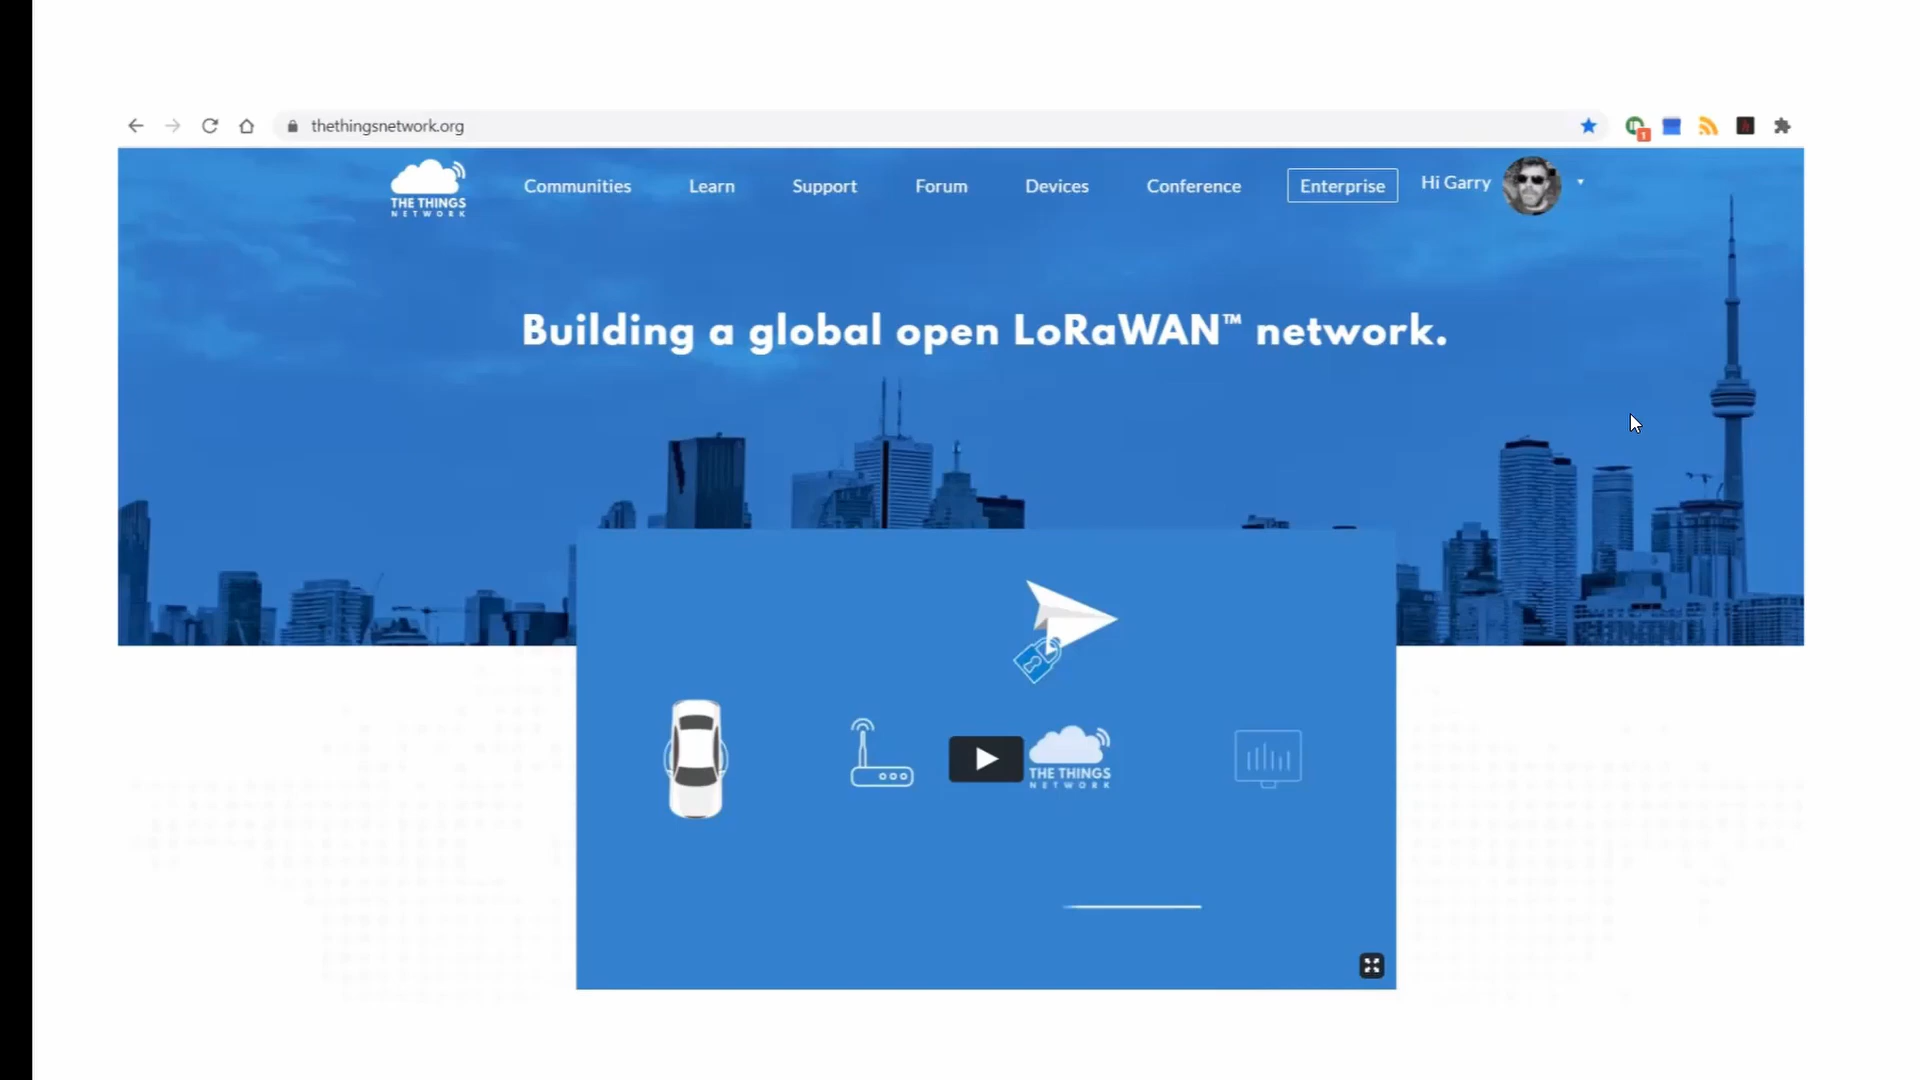 thethingsnetwork.org
1
THE THINGS
NETWORK
Communities
Learn
Support
Forum
Devices
Conference
Enterprise
Hi Garry
Building a global open LoRaWAN™ network.
THE THINGS
NETWORK